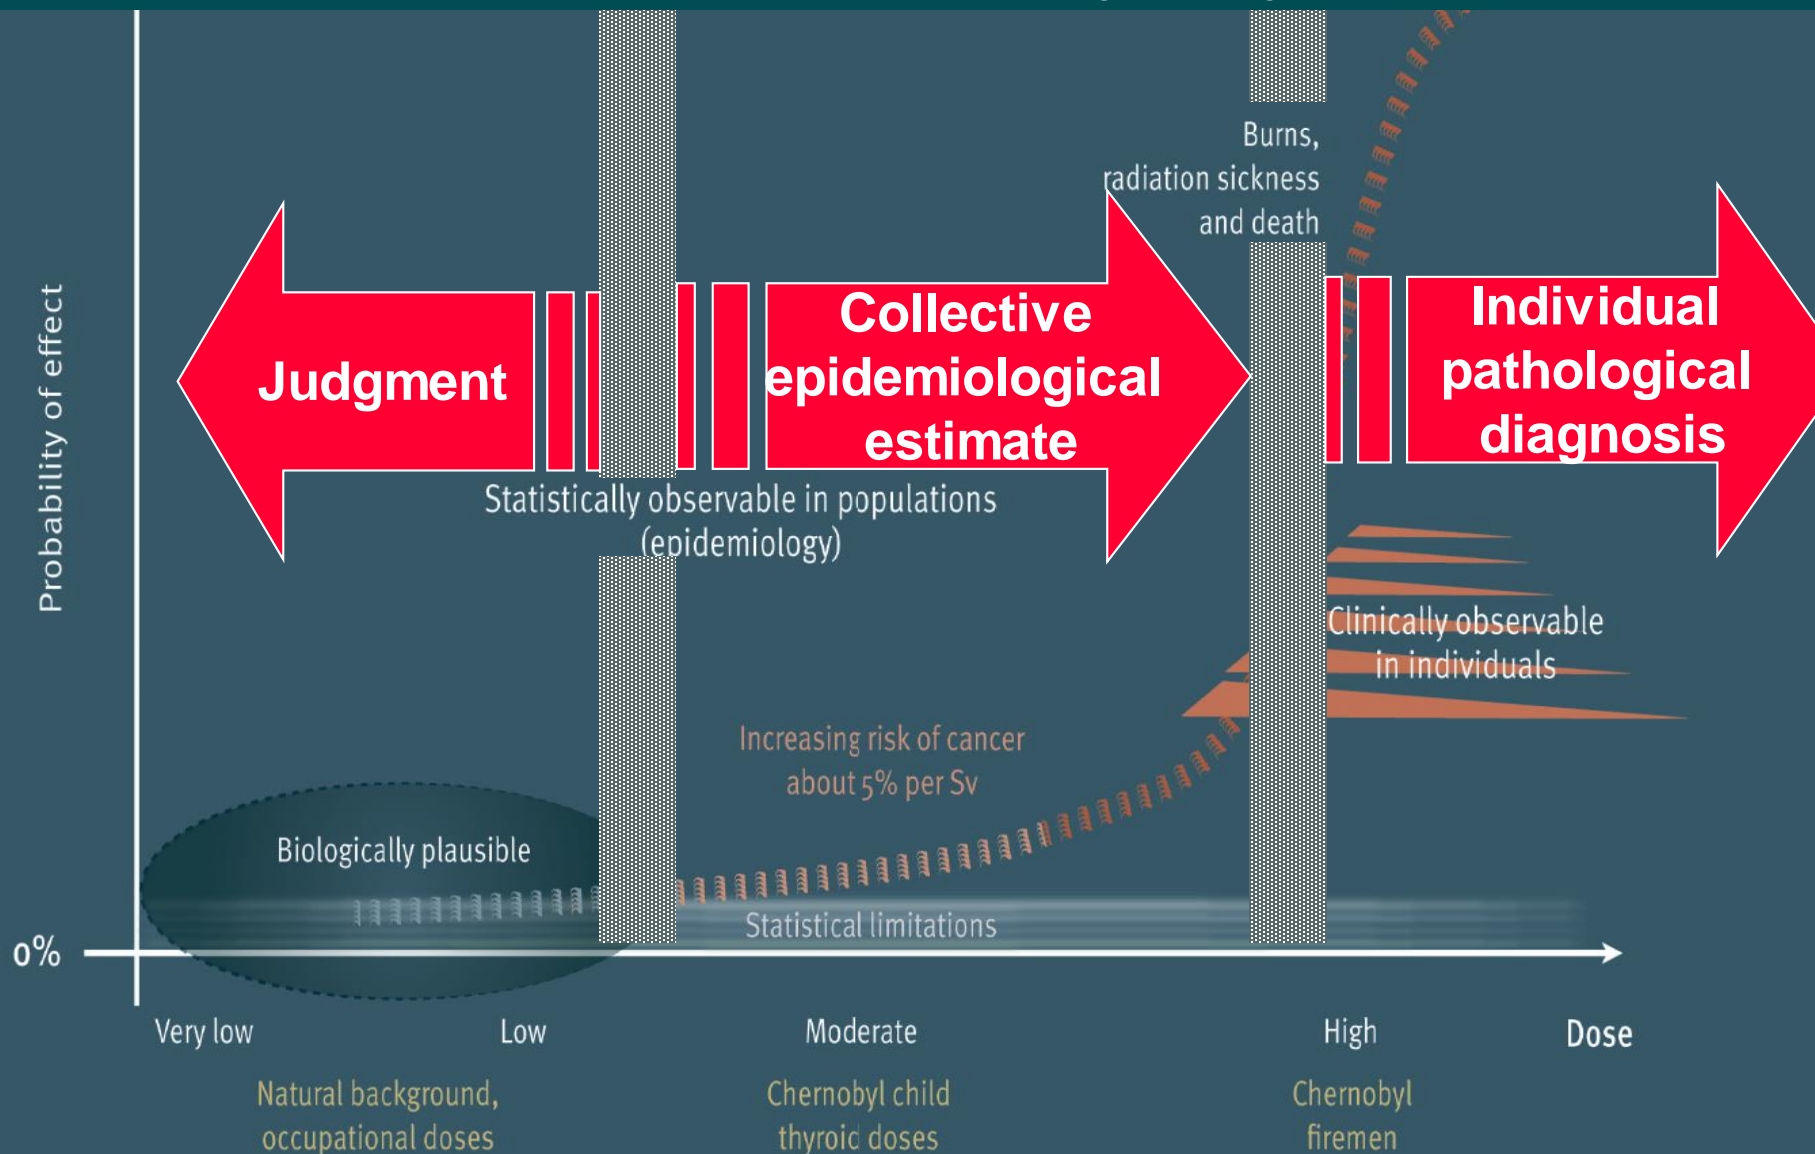 Burns,
radiation sickness
and death
Probability of effect
Judgment
Collective
epidemiological
estimate
Individual
pathological
diagnosis
Statistically observable in populations
(epidemiology)
Clinically observable
in individuals
Increasing risk of cancer
about 5% per Sv
Biologically plausible
Statistical limitations
0%
Very low
Low
Moderate
High
Dose
Natural background,
occupational doses
Chernobyl child
thyroid doses
Chernobyl
firemen